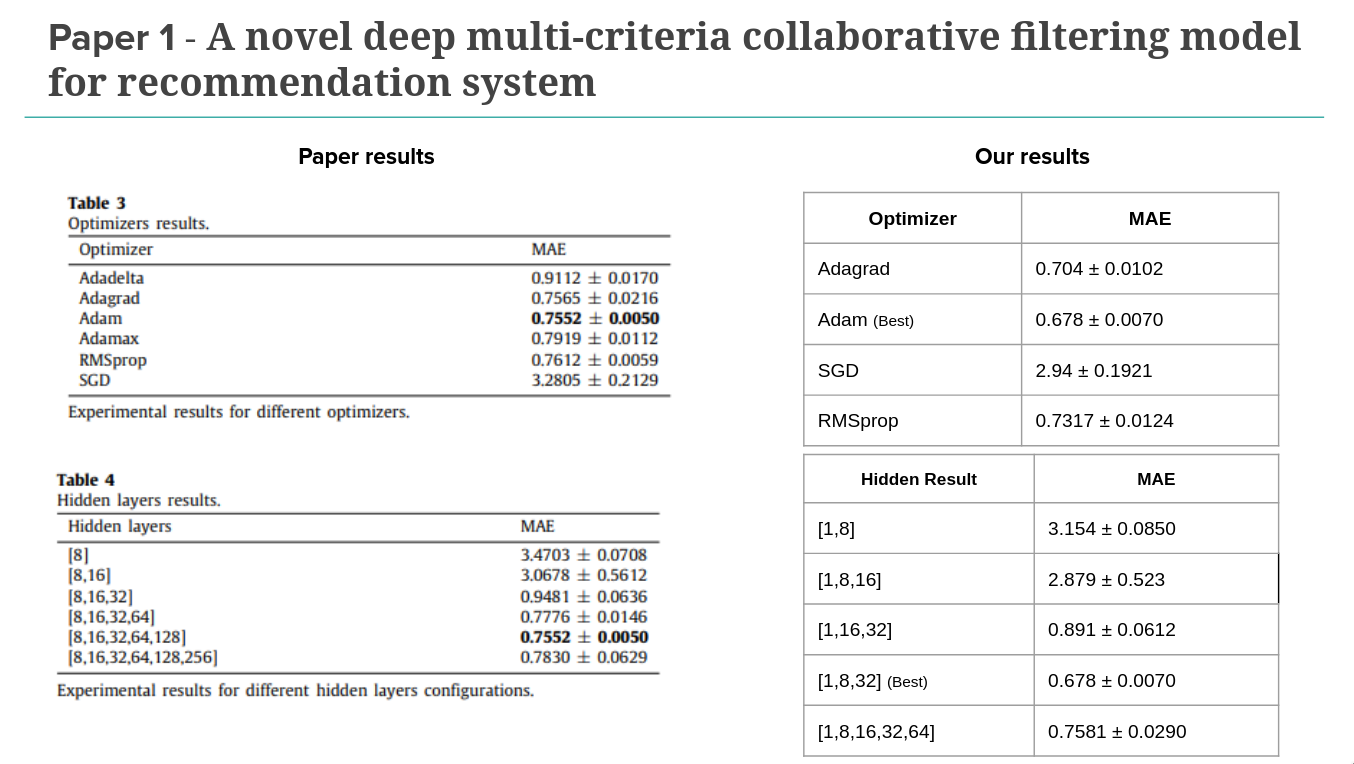 Paper 1 - A novel deep multi-criteria collaborative filtering model
for recommendation system
Paper results
Table 3
Optimizers results.
Optimizer MAE
Adadelta 0.9112 ± 0.0170
Adagrad 0.7565 ± 0.0216
Adam 0.7552 ± 0.0050
Adamax 0.7919 ± 0.0112
RMSprop 0.7612 ± 0.0059
SGD 3.2805 ± 0.2129
Experimental results for different optimizers.
Table 4
Hidden layers results.
Hidden layers MAE
[8] 3.4703 ± 0.0708
[8,16] 3.0678 ± 0.5612
[8,16,32] 0.9481 ± 0.0636
[8,16,32,64] 0.7776 ± 0.0146
[8,16,32,64,128] 0.7552 ± 0.0050
[8,16,32,64,128,256] 0.7830 ± 0.0629
Experimental results for different hidden layers configurations.
Our results
Optimizer MAE
Adagrad 0.704 ± 0.0102
Adam (Best) 0.678 ± 0.0070
SGD 2.94 ± 0.1921
RMSprop 0.7317 ± 0.0124
Hidden Result MAE
[1,8] 3.154 ± 0.0850
[1,8,16] 2.879 ± 0.523
[1,16,32] 0.891 ± 0.0612
[1,8,32] (Best) 0.678 ± 0.0070
[1,8,16,32,64] 0.7581 ± 0.0290